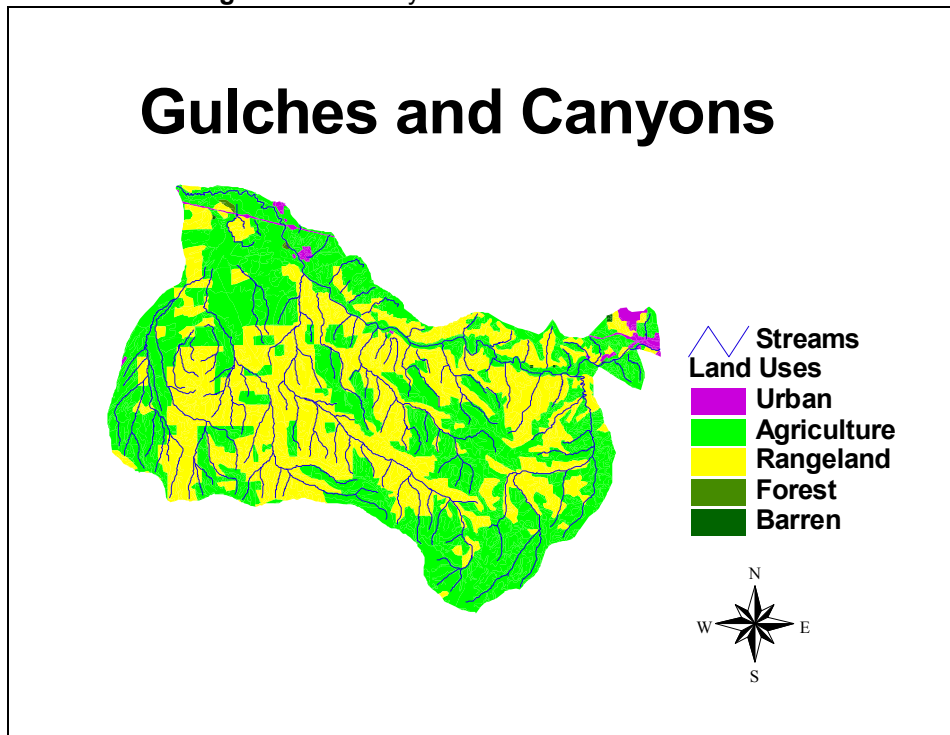 Gulches and Canyons
Streams
Land Uses
Urban
Agriculture
Rangeland
Forest
Barren
N
W E
S